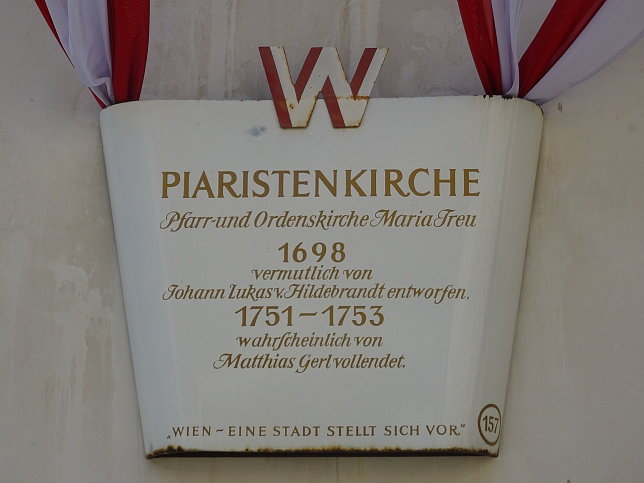 W
PIARISTENKIRCHE
Pfarr-und Ordenskirche Maria Treu
1698
vermutlich von
Johann Lukas v. Hildebrandt entworfen,
1751–1753
wahrſcheinlich von
Matthias Gerl vollendet.
„WIEN – EINE STADT STELLT SICH VOR."
157